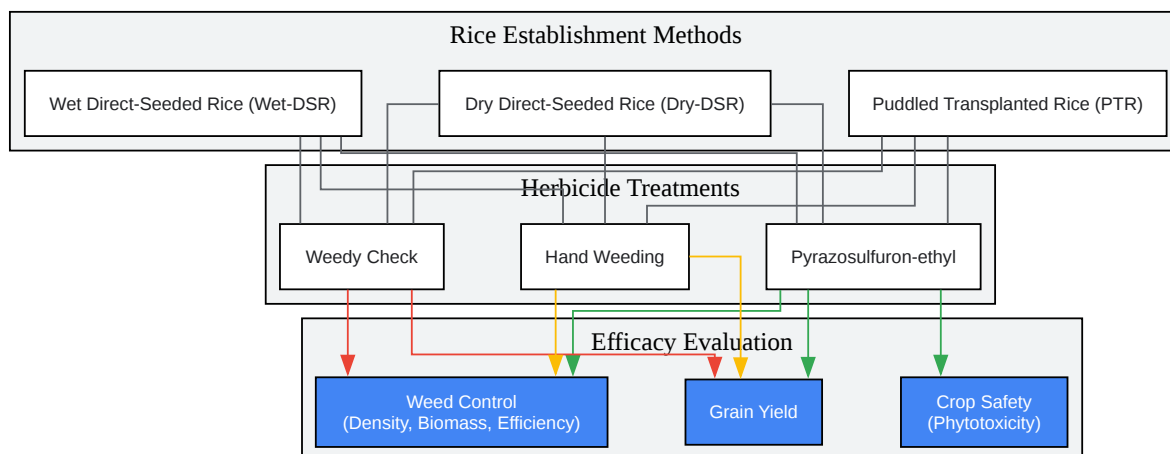 Rice Establishment Methods
Wet Direct-Seeded Rice (Wet-DSR)
Dry Direct-Seeded Rice (Dry-DSR)
Puddled Transplanted Rice (PTR)
Herbicide Treatments
Weedy Check
Hand Weeding
Pyrazosulfuron-ethyl
Efficacy Evaluation
Weed Control
(Density, Biomass, Efficiency)
Grain Yield
Crop Safety
(Phytotoxicity)